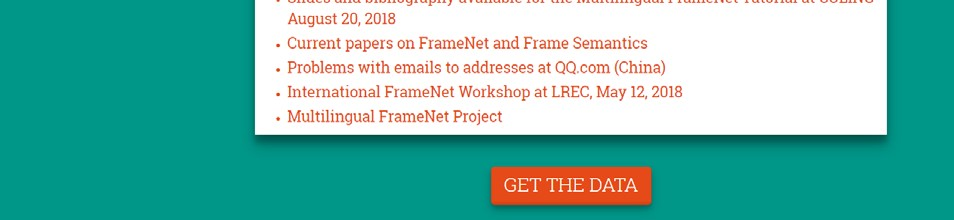 Slides and bibliography available for the Multilingual FrameNet Tutorial at COLING
August 20, 2018
Current papers on FrameNet and Frame Semantics
Problems with emails to addresses at QQ.com (China)
International FrameNet Workshop at LREC, May 12, 2018
Multilingual FrameNet Project
GET THE DATA